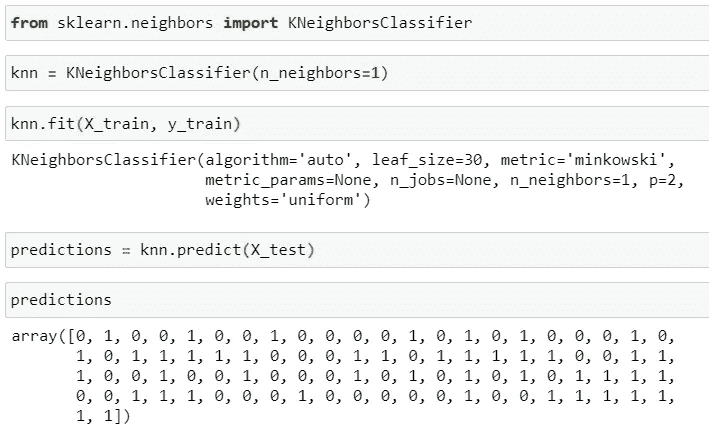 from sklearn.neighbors import KNeighborsClassifier
knn = KNeighborsClassifier(n_neighbors=1)
knn.fit(X_train, y_train)
KNeighborsClassifier(algorithm='auto', leaf_size=30, metric='minkowski',
                     metric_params=None, n_jobs=None, n_neighbors=1, p=2,
                     weights='uniform')
predictions = knn.predict(X_test)
predictions
array([0, 1, 0, 0, 1, 0, 0, 1, 0, 0, 0, 0, 1, 0, 1, 0, 1, 0, 0, 0, 1, 0,
       1, 0, 1, 1, 1, 1, 1, 0, 0, 0, 1, 1, 0, 1, 1, 1, 1, 1, 0, 0, 1, 1,
       1, 0, 0, 1, 0, 0, 1, 0, 0, 0, 1, 0, 1, 0, 1, 0, 1, 0, 1, 1, 1, 1,
       0, 0, 1, 1, 1, 0, 0, 0, 1, 0, 0, 0, 0, 0, 1, 0, 0, 1, 1, 1, 1, 1,
       1, 1])